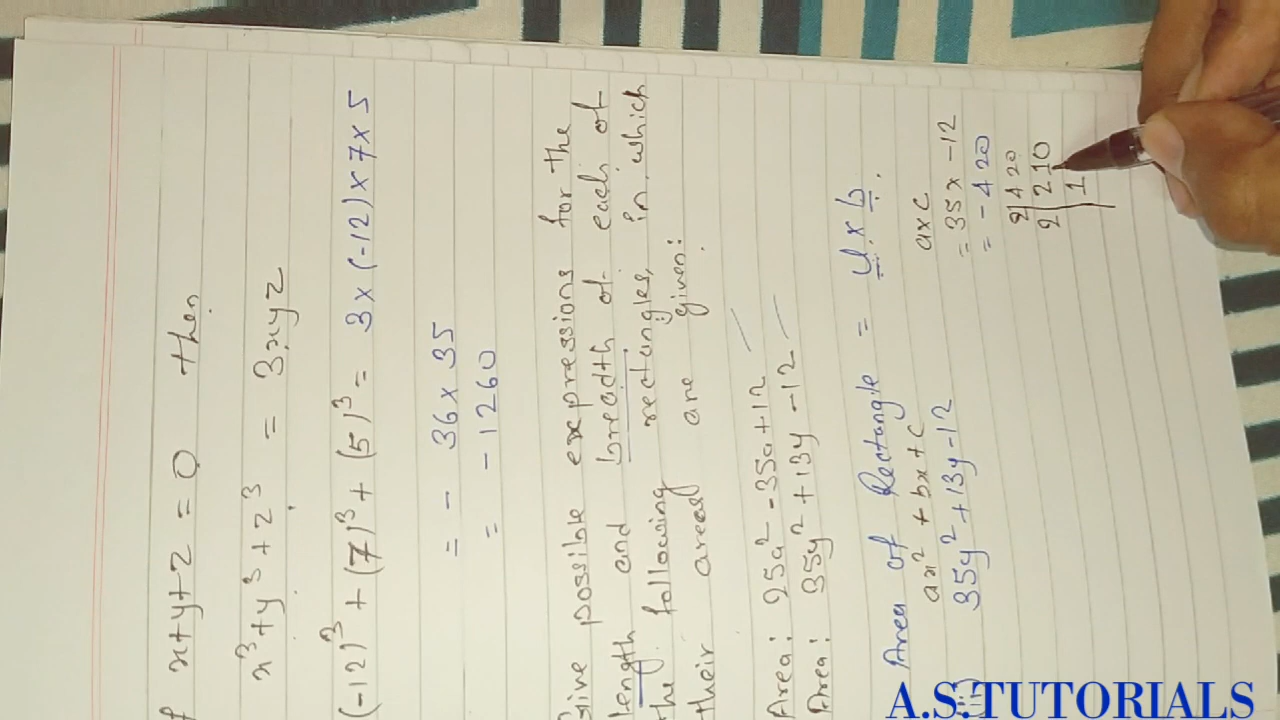 If x+y+z = 0 then
x³+y³+z³ = 3xyz
(-12)³ + (7)³ + (5)³ = 3 x (-12) x 7 x 5
= - 36 x 35
= - 1260
Give possible expressions for the
length and breadth of each of
the following rectangles, in which
their areas are given:
Area: 25a² - 35a + 12
Area: 35y² + 13y - 12
Area of Rectangle = l x b.
ax² + bx + c
(ii) 35y² + 13y - 12
axc
= 35 x -12
= - 420
2|420
2|210
1
A.S.TUTORIALS